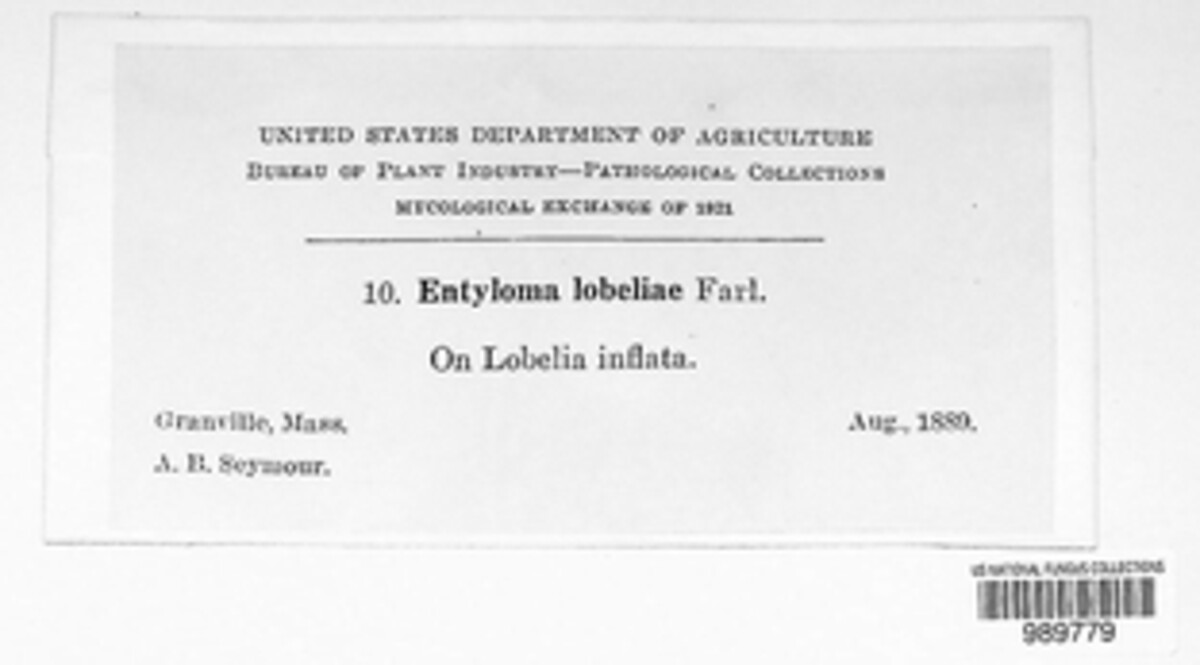 UNITED STATES DEPARTMENT OF AGRICULTURE
BUREAU OF PLANT INDUSTRY—PATHOLOGICAL COLLECTIONS
MYCOLOGICAL EXCHANGE OF 1921
10. Entyloma lobeliae Farl.
On Lobelia inflata.
Granville, Mass. Aug., 1889.
A. B. Seymour.
US NATIONAL FUNGUS COLLECTIONS
989779